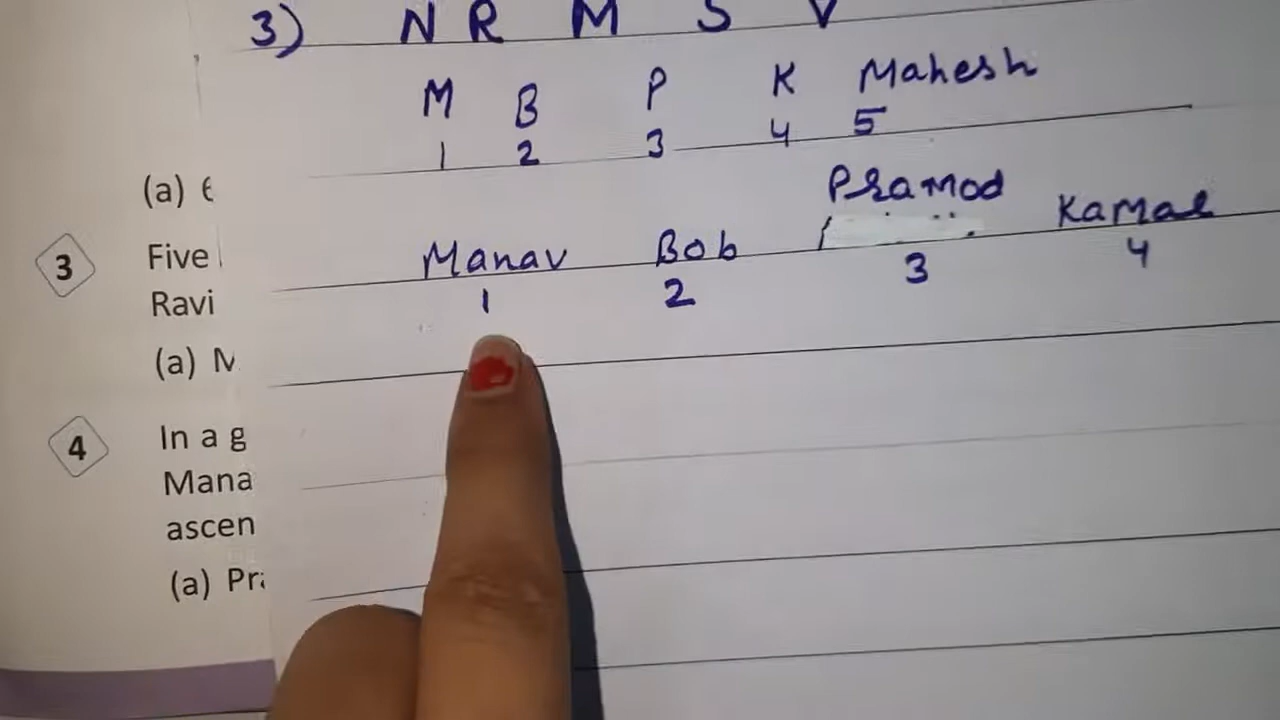 3) N R M S V
M B P K Mahesh
1 2 3 4 5
(a) 6
3 Five
Ravi
Pramod
Manav Bob Kamal
1 2 3 4
(a) M
4 In a g
Mana
ascen
(a) Pra